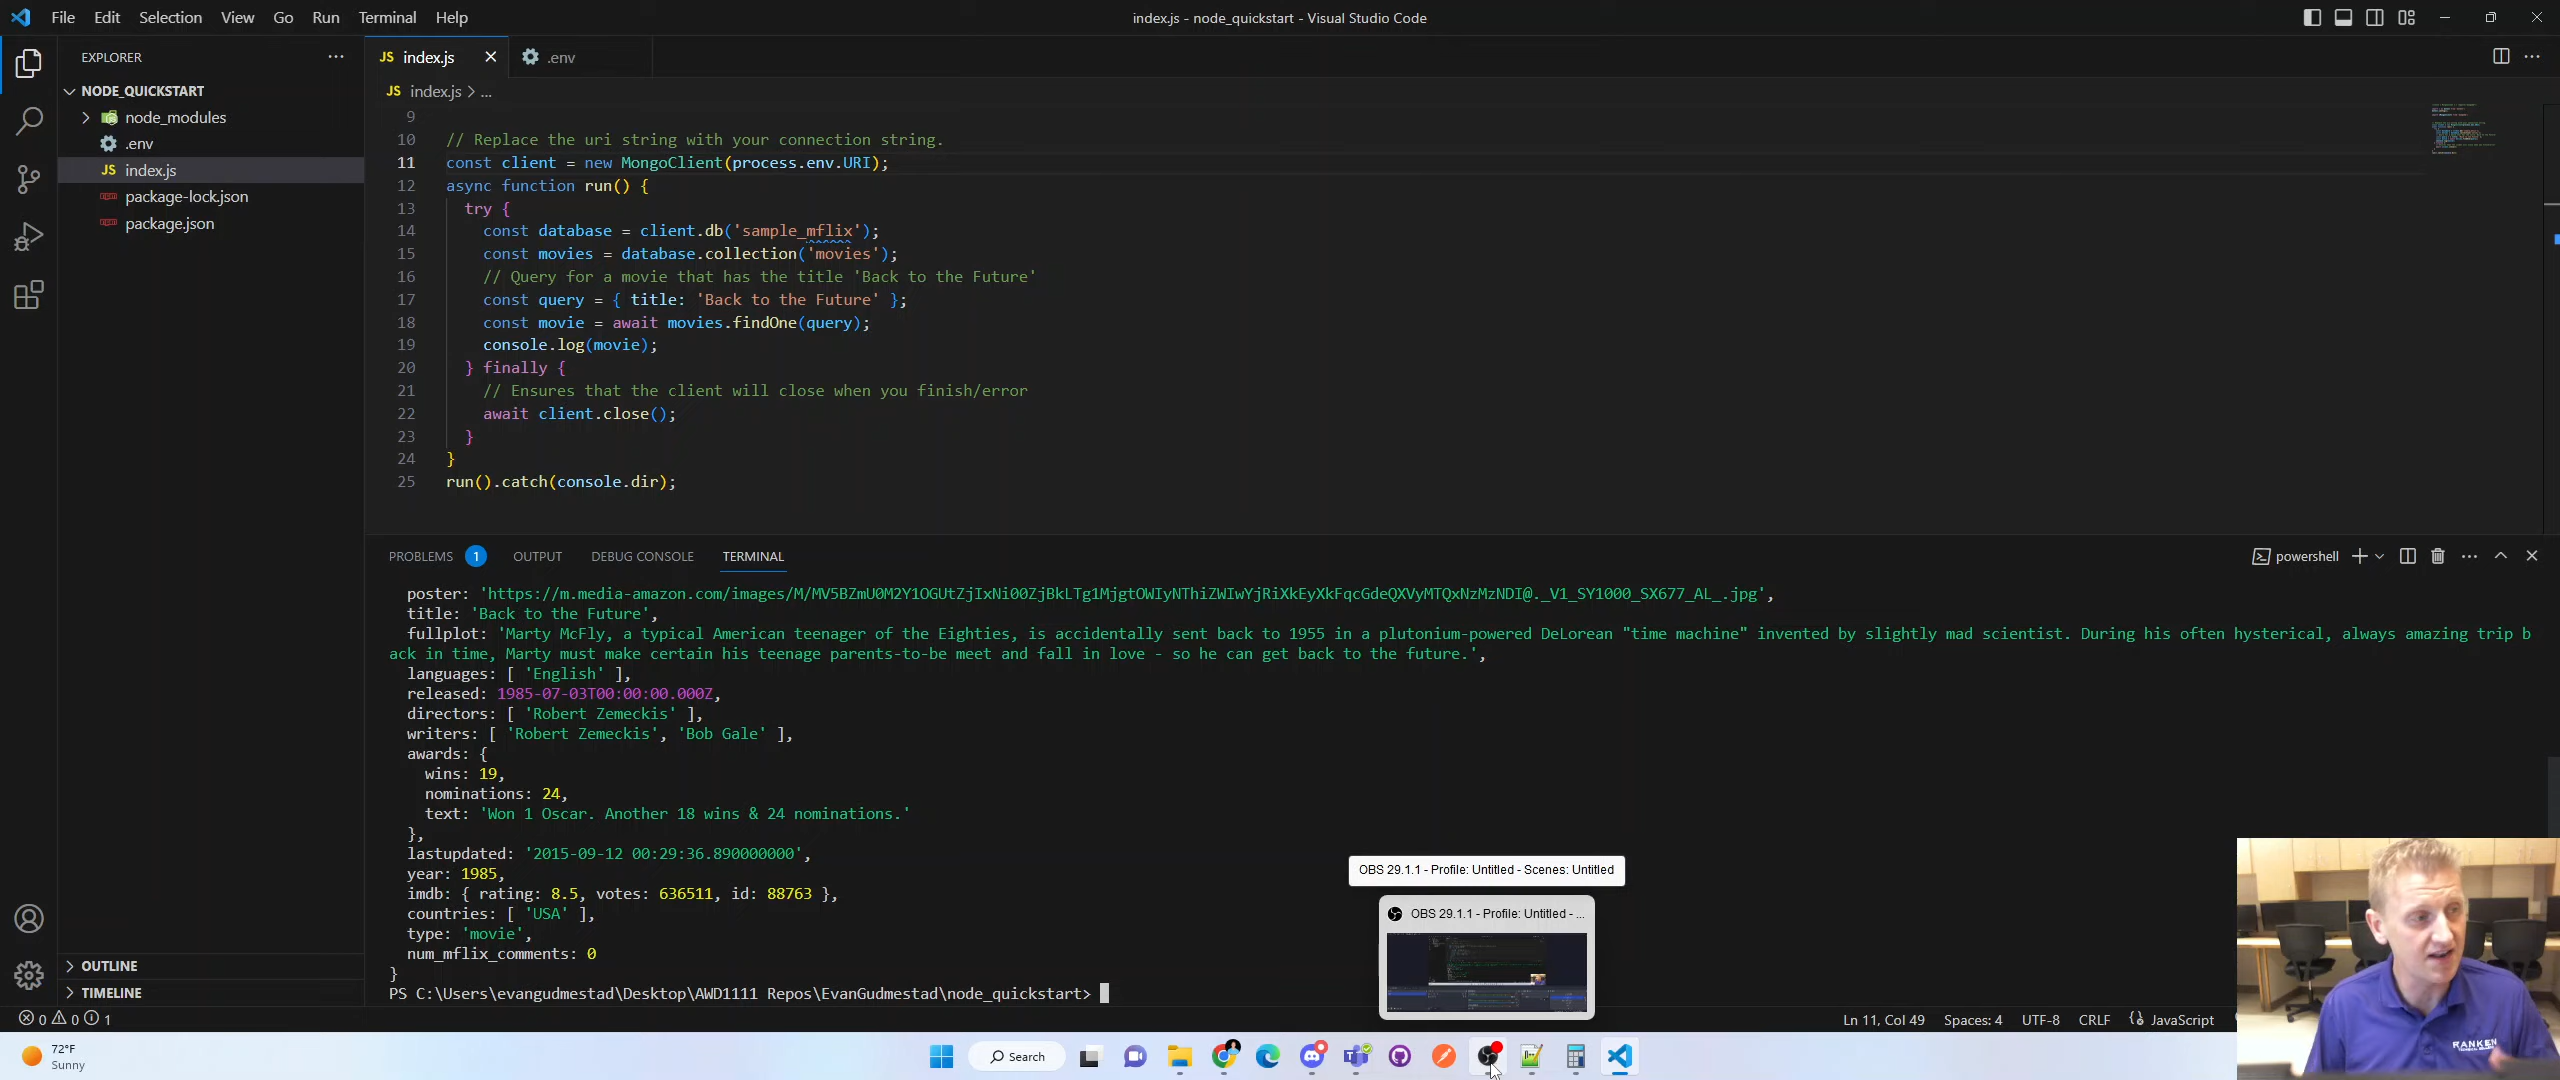 File Edit Selection View Go Run Terminal Help
index.js - node_quickstart - Visual Studio Code
EXPLORER
JS index.js
.env
NODE_QUICKSTART
node_modules
.env
JS index.js
package-lock.json
package.json
OUTLINE
TIMELINE
JS index.js > ...
9
10 // Replace the uri string with your connection string.
11 const client = new MongoClient(process.env.URI);
12 async function run() {
13 try {
14 const database = client.db('sample_mflix');
15 const movies = database.collection('movies');
16 // Query for a movie that has the title 'Back to the Future'
17 const query = { title: 'Back to the Future' };
18 const movie = await movies.findOne(query);
19 console.log(movie);
20 } finally {
21 // Ensures that the client will close when you finish/error
22 await client.close();
23 }
24 }
25 run().catch(console.dir);
PROBLEMS 1 OUTPUT DEBUG CONSOLE TERMINAL
powershell
poster: 'https://m.media-amazon.com/images/M/MV5BZmU0M2Y1OGUtZjIxNi00ZjBkLTg1MjgtOWIyNThiZWIwYjRiXkEyXkFqcGdeQXVyMTQxNzMzNDI@._V1_SY1000_SX677_AL_.jpg',
title: 'Back to the Future',
fullplot: 'Marty McFly, a typical American teenager of the Eighties, is accidentally sent back to 1955 in a plutonium-powered DeLorean "time machine" invented by slightly mad scientist. During his often hysterical, always amazing trip b
ack in time, Marty must make certain his teenage parents-to-be meet and fall in love - so he can get back to the future.',
languages: [ 'English' ],
released: 1985-07-03T00:00:00.000Z,
directors: [ 'Robert Zemeckis' ],
writers: [ 'Robert Zemeckis', 'Bob Gale' ],
awards: {
wins: 19,
nominations: 24,
text: 'Won 1 Oscar. Another 18 wins & 24 nominations.'
},
lastupdated: '2015-09-12 00:29:36.890000000',
year: 1985,
imdb: { rating: 8.5, votes: 636511, id: 88763 },
countries: [ 'USA' ],
type: 'movie',
num_mflix_comments: 0
}
PS C:\Users\evangudmestad\Desktop\AWD1111 Repos\EvanGudmestad\node_quickstart>
OBS 29.1.1 - Profile: Untitled - Scenes: Untitled
OBS 29.1.1 - Profile: Untitled - ...
0 0 1
Ln 11, Col 49 Spaces: 4 UTF-8 CRLF {} JavaScript
72°F
Sunny
Search
RANKEN